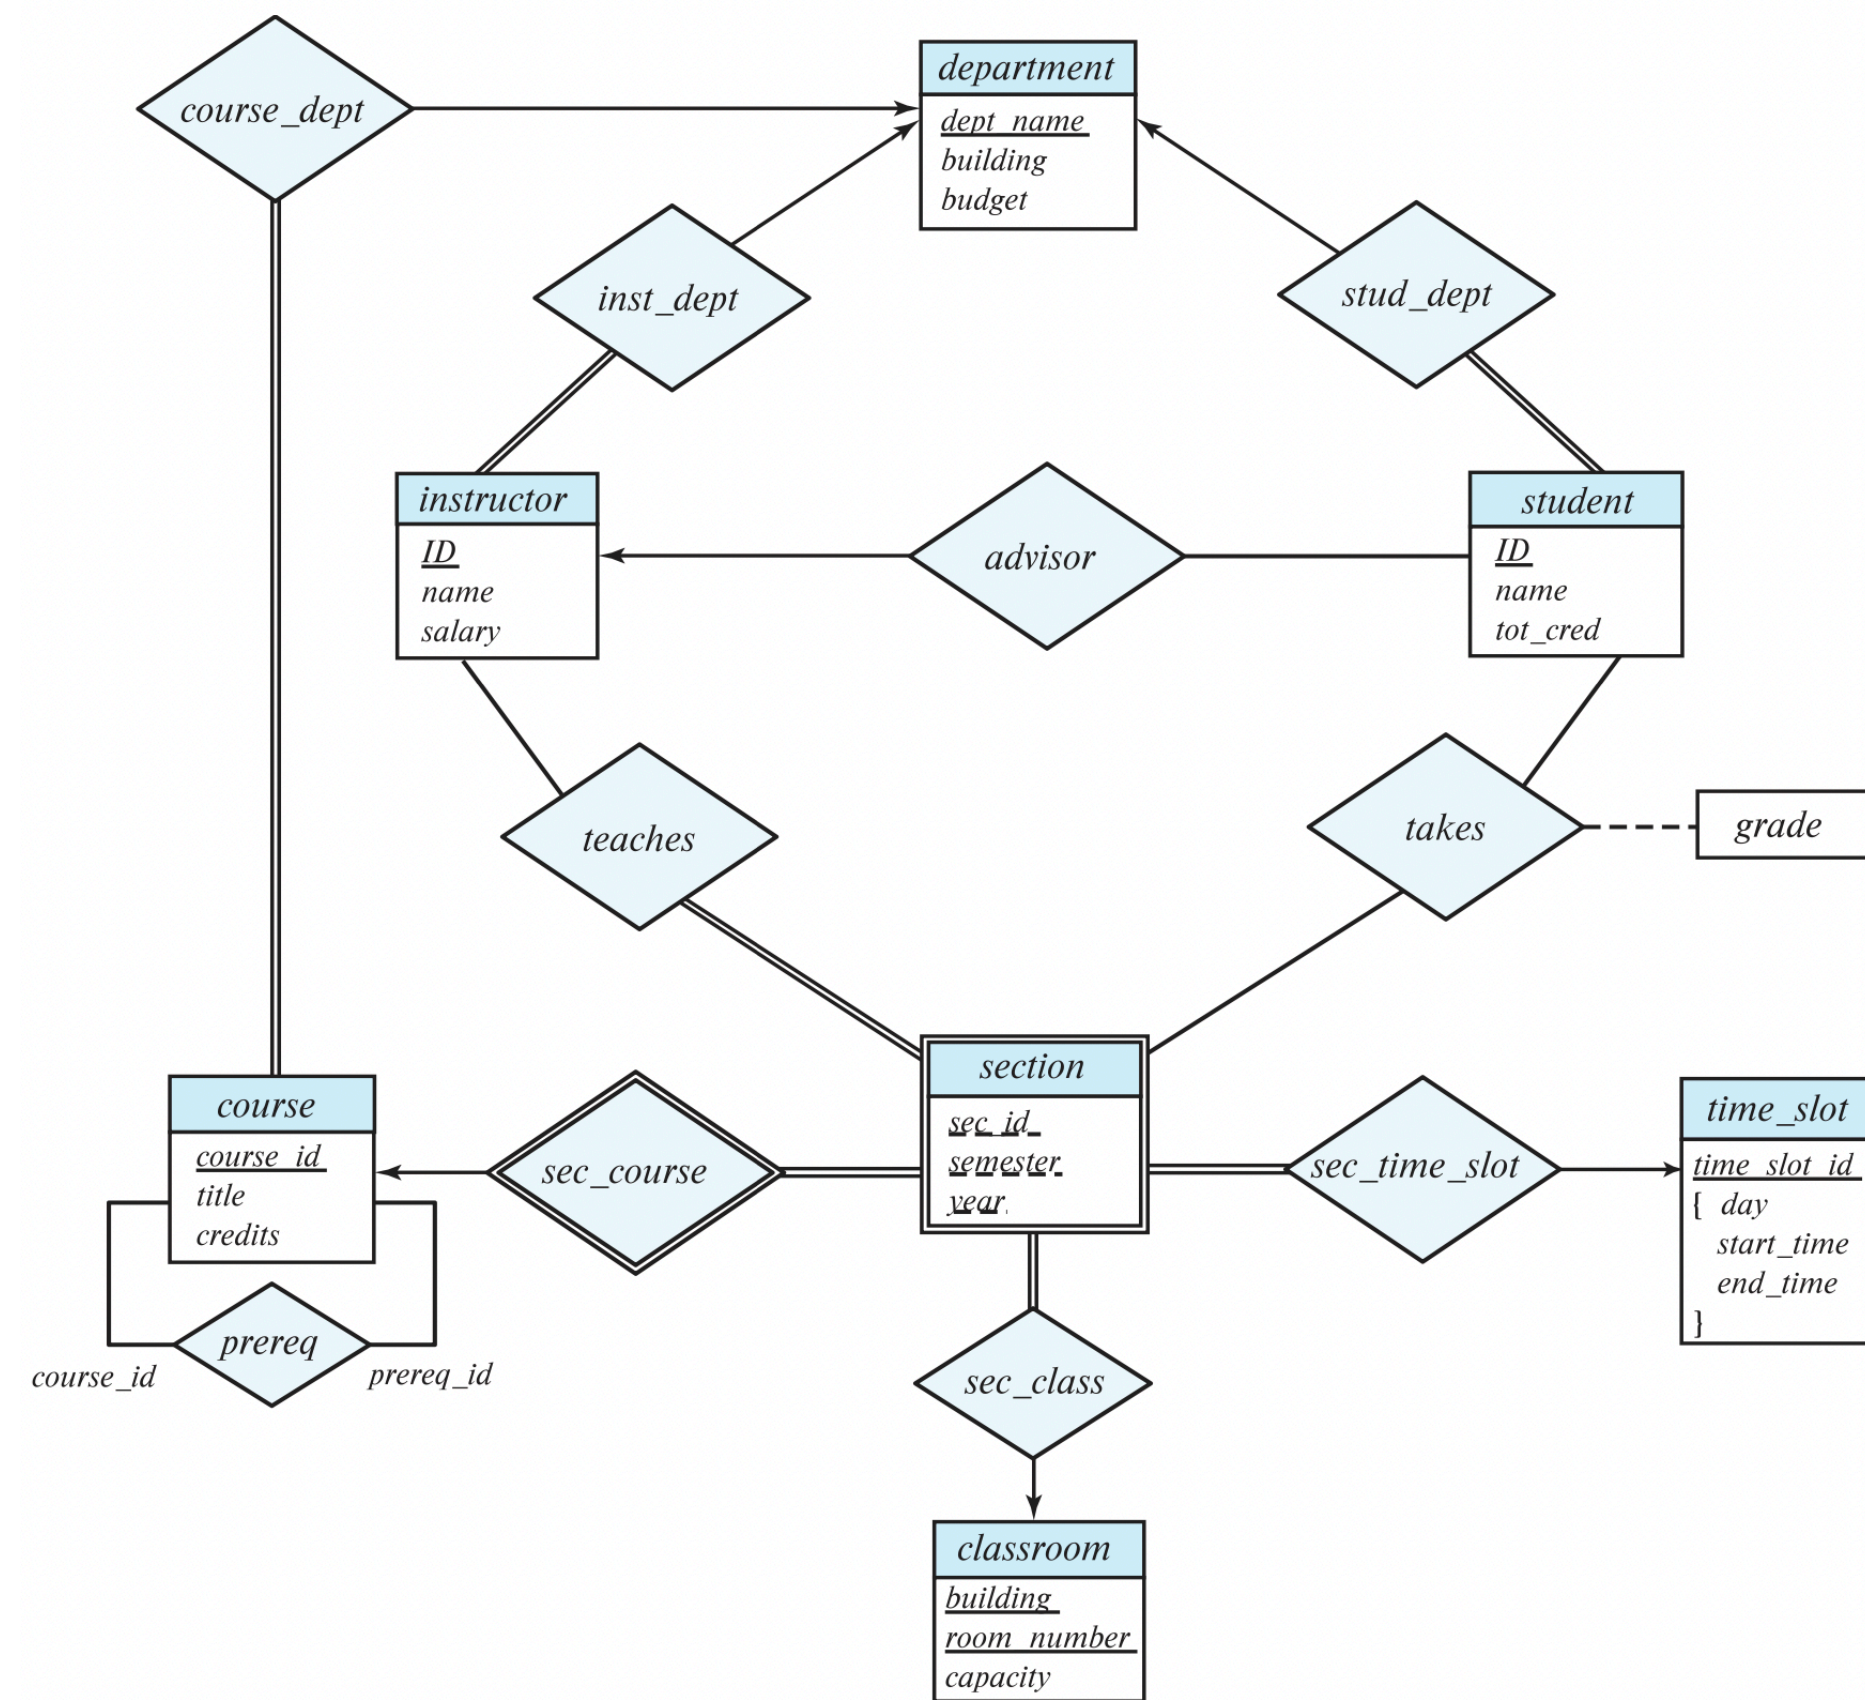 course_dept
department
dept_name
building
budget
inst_dept
stud_dept
instructor
ID
name
salary
advisor
student
ID
name
tot_cred
teaches
takes
grade
course
course_id
title
credits
sec_course
section
sec_id
semester
year
sec_time_slot
time_slot
time_slot_id
{ day
start_time
end_time
}
prereq
course_id
prereq_id
sec_class
classroom
building
room_number
capacity